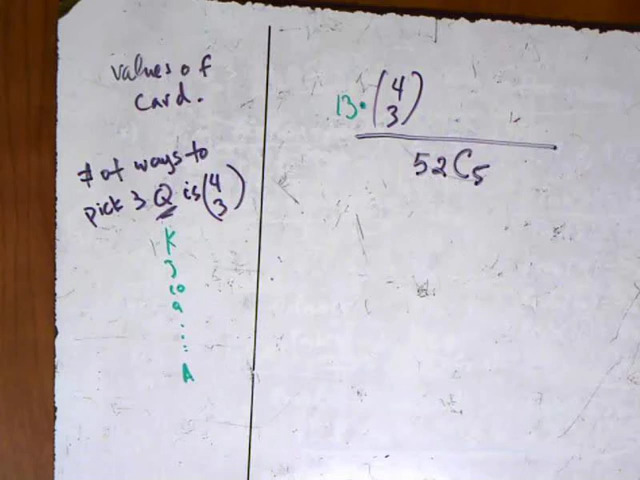 values of
card.
# of ways to
pick 3 Q is (4 3)
K
J
10
9
:
:
A
13 · (4 3)
52C5